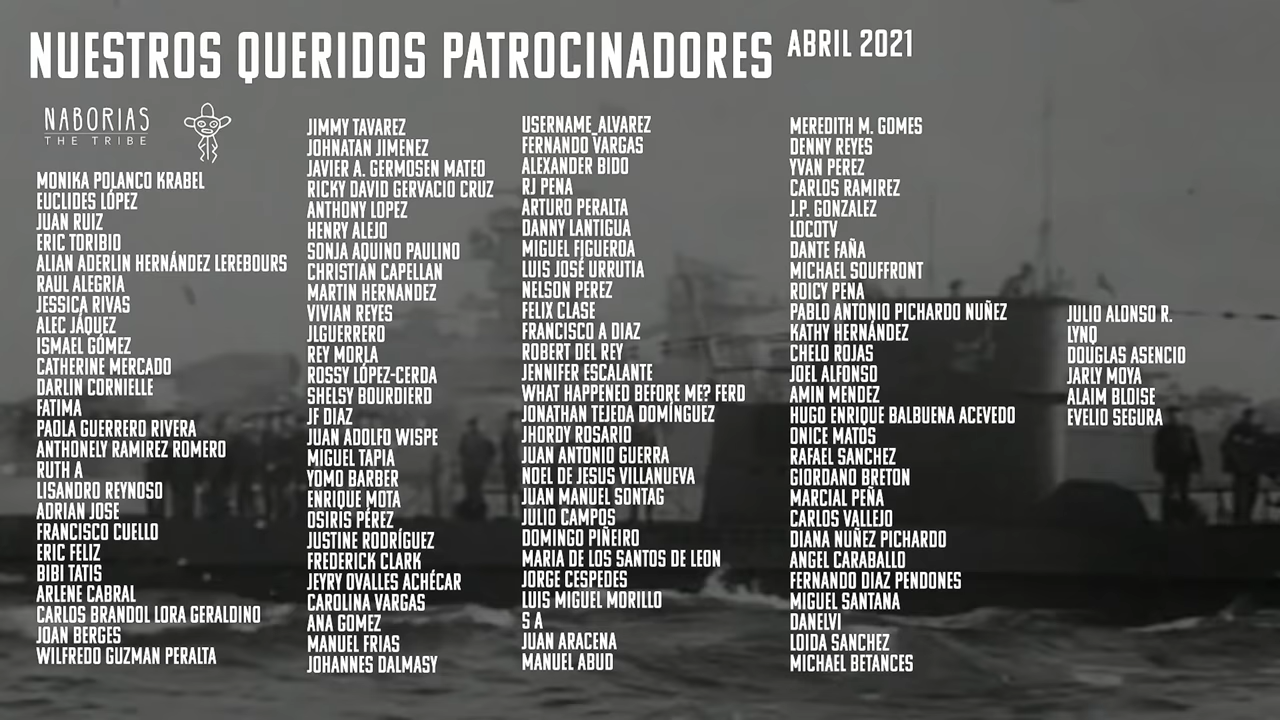 NUESTROS QUERIDOS PATROCINADORES ABRIL 2021
NABORIAS
THE TRIBE
MONIKA POLANCO KRABEL
EUCLIDES LÓPEZ
JUAN RUIZ
ERIC TORIBIO
ALIAN ADERLIN HERNÁNDEZ LEREBOURS
RAUL ALEGRIA
JESSICA RIVAS
ALEC JÁQUEZ
ISMAEL GÓMEZ
CATHERINE MERCADO
DARLIN CORNIELLE
FATIMA
PAOLA GUERRERO RIVERA
ANTHONELY RAMIREZ ROMERO
RUTH A
LISANDRO REYNOSO
ADRIAN JOSE
FRANCISCO CUELLO
ERIC FELIZ
BIBI TATIS
ARLENE CABRAL
CARLOS BRANDOL LORA GERALDINO
JOAN BERGES
WILFREDO GUZMAN PERALTA
JIMMY TAVAREZ
JOHNATAN JIMENEZ
JAVIER A. GERMOSEN MATEO
RICKY DAVID GERVACIO CRUZ
ANTHONY LOPEZ
HENRY ALEJO
SONJA AQUINO PAULINO
CHRISTIAN CAPELLAN
MARTIN HERNANDEZ
VIVIAN REYES
JLGUERRERO
REY MORLA
ROSSY LÓPEZ-CERDA
SHELSY BOURDIERD
JF DIAZ
JUAN ADOLFO WISPE
MIGUEL TAPIA
YOMO BARBER
ENRIQUE MOTA
OSIRIS PÉREZ
JUSTINE RODRÍGUEZ
FREDERICK CLARK
JEYRY OVALLES ACHÉCAR
CAROLINA VARGAS
ANA GOMEZ
MANUEL FRIAS
JOHANNES DALMASY
USERNAME_ALVAREZ
FERNANDO VARGAS
ALEXANDER BIDO
RJ PENA
ARTURO PERALTA
DANNY LANTIGUA
MIGUEL FIGUEROA
LUIS JOSÉ URRUTIA
NELSON PEREZ
FELIX CLASE
FRANCISCO A DIAZ
ROBERT DEL REY
JENNIFER ESCALANTE
WHAT HAPPENED BEFORE ME? FERD
JONATHAN TEJEDA DOMÍNGUEZ
JHORDY ROSARIO
JUAN ANTONIO GUERRA
NOEL DE JESUS VILLANUEVA
JUAN MANUEL SONTAG
JULIO CAMPOS
DOMINGO PIÑEIRO
MARIA DE LOS SANTOS DE LEON
JORGE CESPEDES
LUIS MIGUEL MORILLO
S A
JUAN ARACENA
MANUEL ABUD
MEREDITH M. GOMES
DENNY REYES
YVAN PEREZ
CARLOS RAMIREZ
J.P. GONZALEZ
LOCOTV
DANTE FAÑA
MICHAEL SOUFFRONT
ROICY PENA
PABLO ANTONIO PICHARDO NUÑEZ
KATHY HERNÁNDEZ
CHELO ROJAS
JOEL ALFONSO
AMIN MENDEZ
HUGO ENRIQUE BALBUENA ACEVEDO
ONICE MATOS
RAFAEL SANCHEZ
GIORDANO BRETON
MARCIAL PEÑA
CARLOS VALLEJO
DIANA NUÑEZ PICHARDO
ANGEL CARABALLO
FERNANDO DIAZ PENDONES
MIGUEL SANTANA
DANELVI
LOIDA SANCHEZ
MICHAEL BETANCES
JULIO ALONSO R.
LYNQ
DOUGLAS ASENCIO
JARLY MOYA
ALAIM BLOISE
EVELIO SEGURA